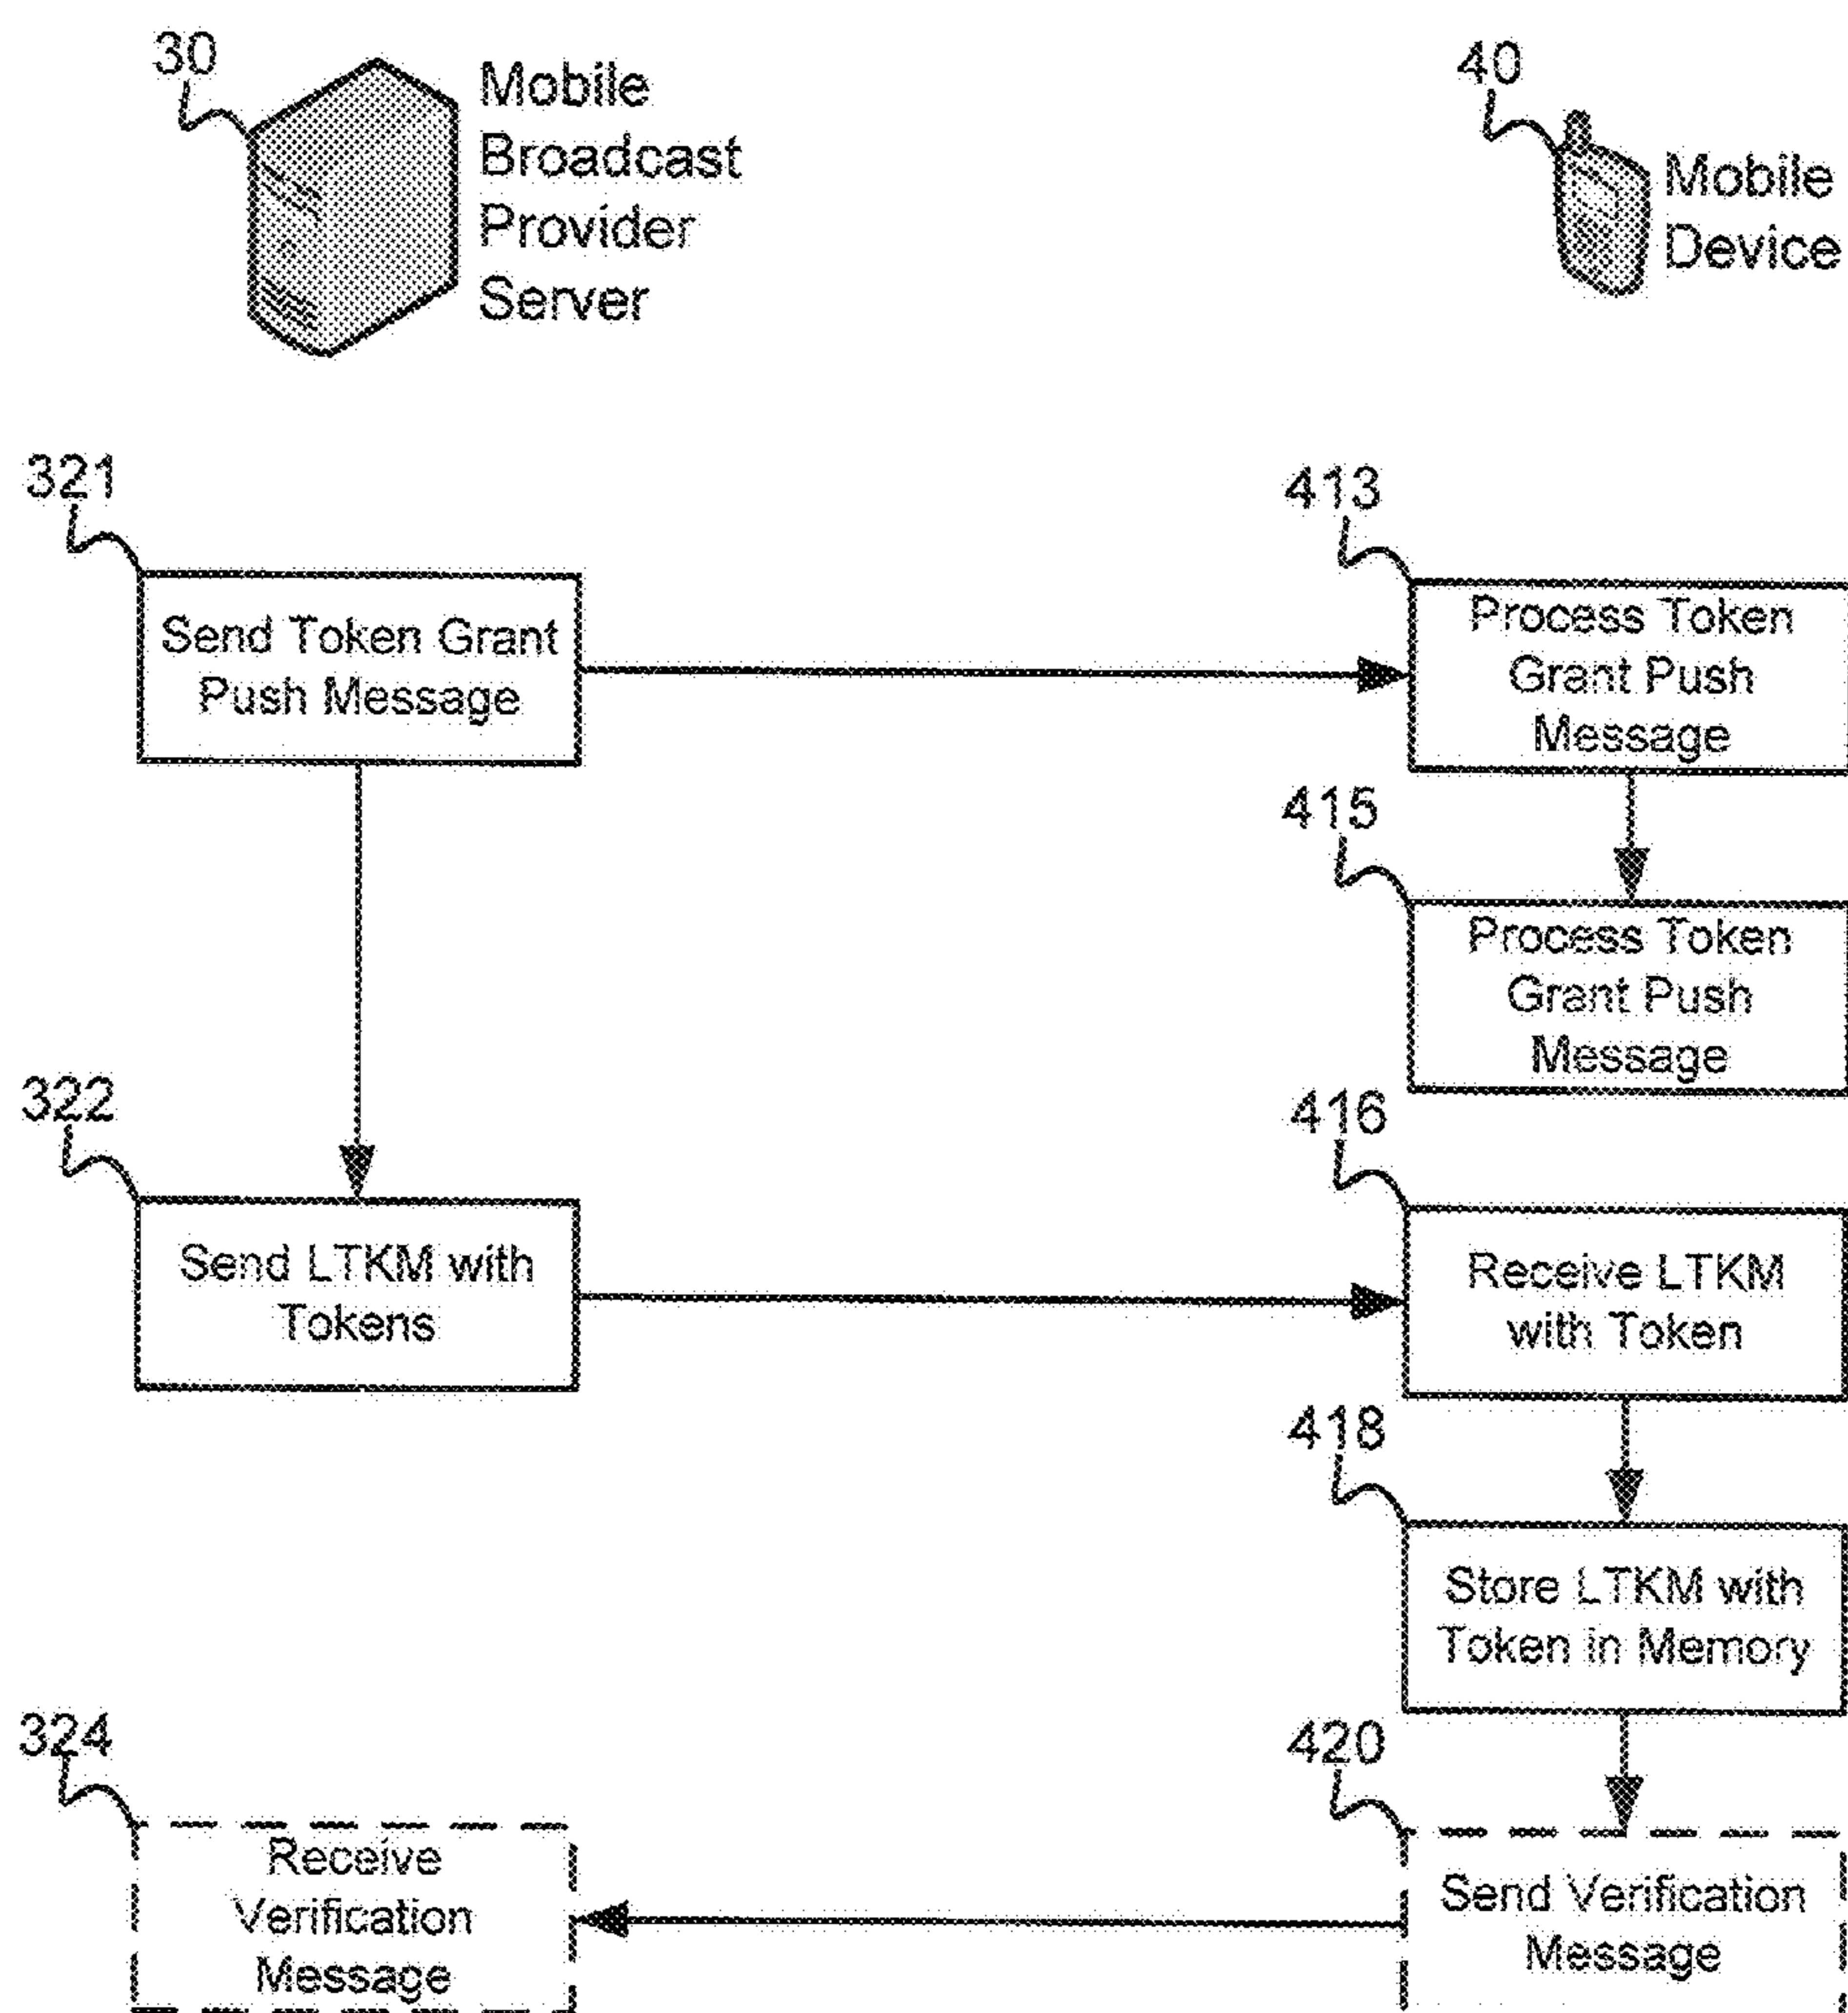 30
Mobile
Broadcast
Provider
Server
40
Mobile
Device
321
Send Token Grant
Push Message
413
Process Token
Grant Push
Message
415
Process Token
Grant Push
Message
322
Send LTKM with
Tokens
416
Receive LTKM
with Token
418
Store LTKM with
Token in Memory
324
Receive
Verification
Message
420
Send Verification
Message